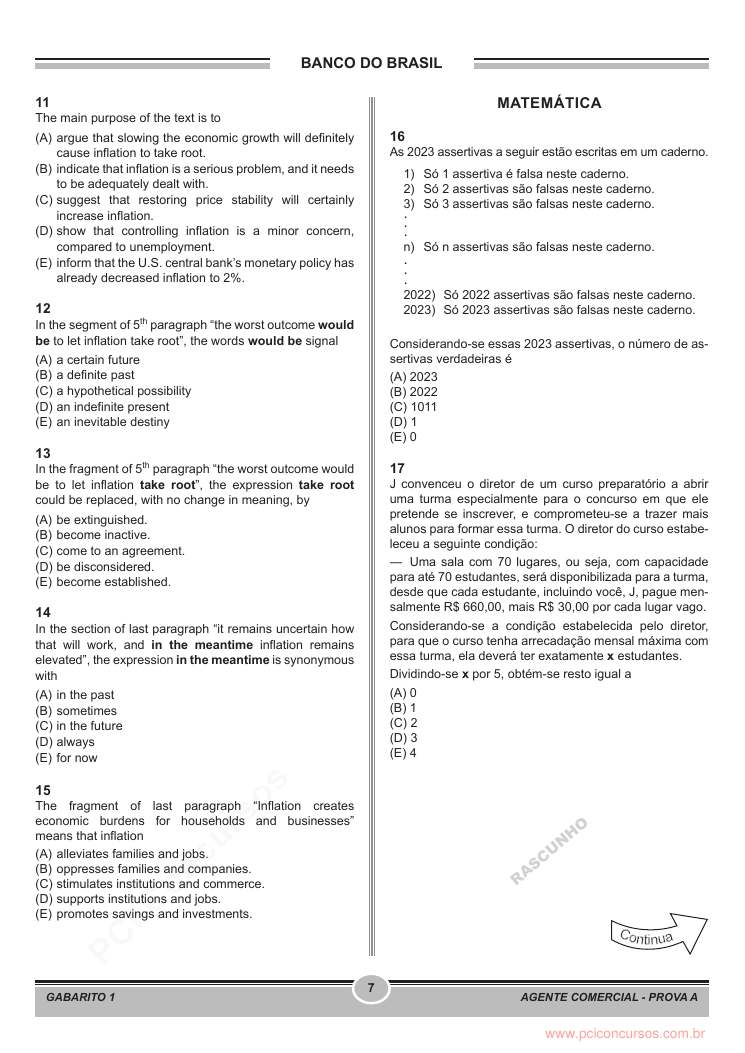 BANCO DO BRASIL
11
The main purpose of the text is to
(A) argue that slowing the economic growth will definitely
cause inflation to take root.
(B) indicate that inflation is a serious problem, and it needs
to be adequately dealt with.
(C) suggest that restoring price stability will certainly
increase inflation.
(D) show that controlling inflation is a minor concern,
compared to unemployment.
(E) inform that the U.S. central bank's monetary policy has
already decreased inflation to 2%.
12
In the segment of 5th paragraph “the worst outcome would
be to let inflation take root”, the words would be signal
(A) a certain future
(B) a definite past
(C) a hypothetical possibility
(D) an indefinite present
(E) an inevitable destiny
13
In the fragment of 5th paragraph “the worst outcome would
be to let inflation take root”, the expression take root
could be replaced, with no change in meaning, by
(A) be extinguished.
(B) become inactive.
(C) come to an agreement.
(D) be disconsidered.
(E) become established.
14
In the section of last paragraph “it remains uncertain how
that will work, and in the meantime inflation remains
elevated”, the expression in the meantime is synonymous
with
(A) in the past
(B) sometimes
(C) in the future
(D) always
(E) for now
15
The fragment of last paragraph “Inflation creates
economic burdens for households and businesses”
means that inflation
(A) alleviates families and jobs.
(B) oppresses families and companies.
(C) stimulates institutions and commerce.
(D) supports institutions and jobs.
(E) promotes savings and investments.
MATEMÁTICA
16
As 2023 assertivas a seguir estão escritas em um caderno.
1) Só 1 assertiva é falsa neste caderno.
2) Só 2 assertivas são falsas neste caderno.
3) Só 3 assertivas são falsas neste caderno.
.
.
.
n) Só n assertivas são falsas neste caderno.
.
.
.
2022) Só 2022 assertivas são falsas neste caderno.
2023) Só 2023 assertivas são falsas neste caderno.
Considerando-se essas 2023 assertivas, o número de as-
sertivas verdadeiras é
(A) 2023
(B) 2022
(C) 1011
(D) 1
(E) 0
17
J convenceu o diretor de um curso preparatório a abrir
uma turma especialmente para o concurso em que ele
pretende se inscrever, e comprometeu-se a trazer mais
alunos para formar essa turma. O diretor do curso estabe-
leceu a seguinte condição:
— Uma sala com 70 lugares, ou seja, com capacidade
para até 70 estudantes, será disponibilizada para a turma,
desde que cada estudante, incluindo você, J, pague men-
salmente R$ 660,00, mais R$ 30,00 por cada lugar vago.
Considerando-se a condição estabelecida pelo diretor,
para que o curso tenha arrecadação mensal máxima com
essa turma, ela deverá ter exatamente x estudantes.
Dividindo-se x por 5, obtém-se resto igual a
(A) 0
(B) 1
(C) 2
(D) 3
(E) 4
RASCUNHO
Continua
GABARITO 1
7
AGENTE COMERCIAL - PROVA A
www.pciconcursos.com.br